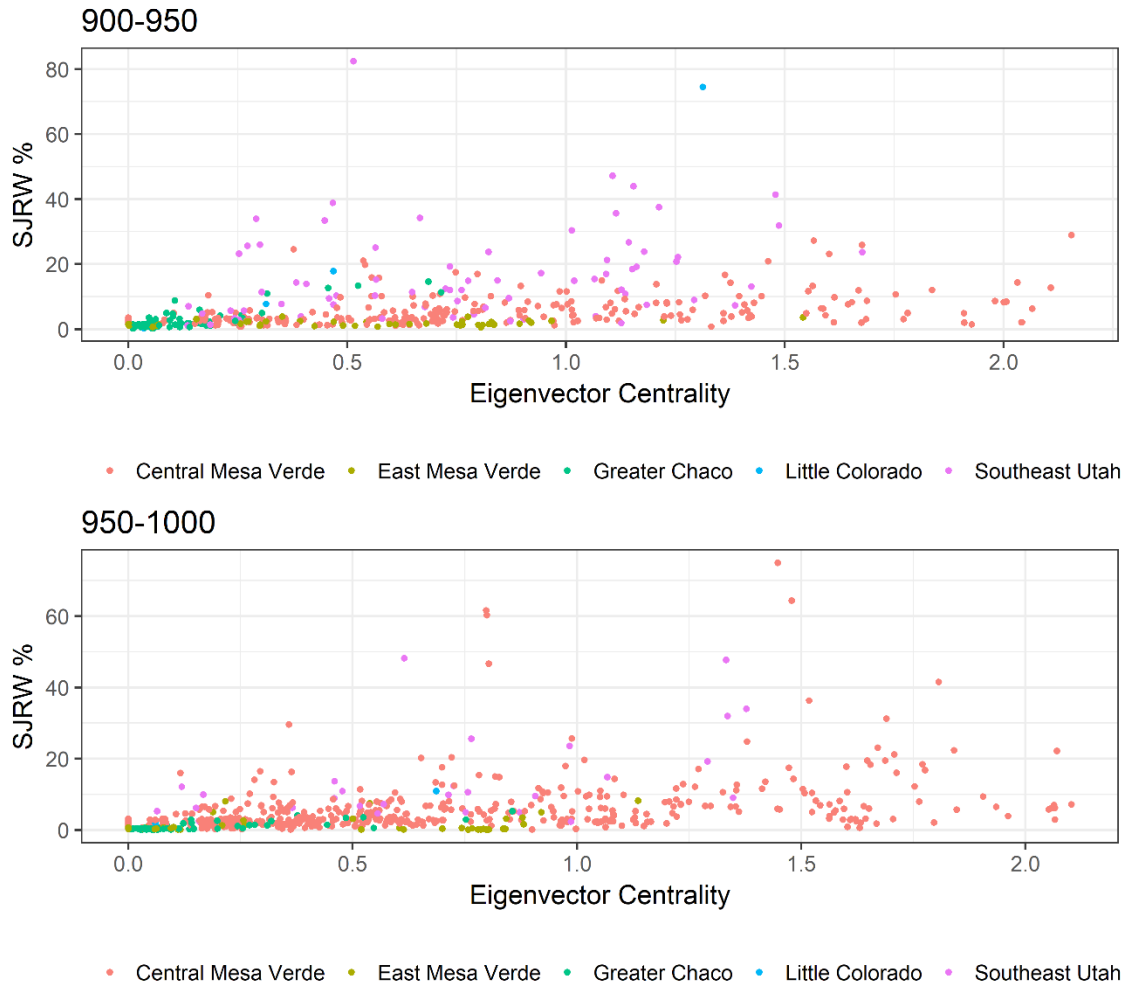 900-950
80
60
40
20
0
SJRW %
0.0 0.5 1.0 1.5 2.0
Eigenvector Centrality
Central Mesa Verde East Mesa Verde Greater Chaco Little Colorado Southeast Utah
950-1000
60
40
20
0
SJRW %
0.0 0.5 1.0 1.5 2.0
Eigenvector Centrality
Central Mesa Verde East Mesa Verde Greater Chaco Little Colorado Southeast Utah